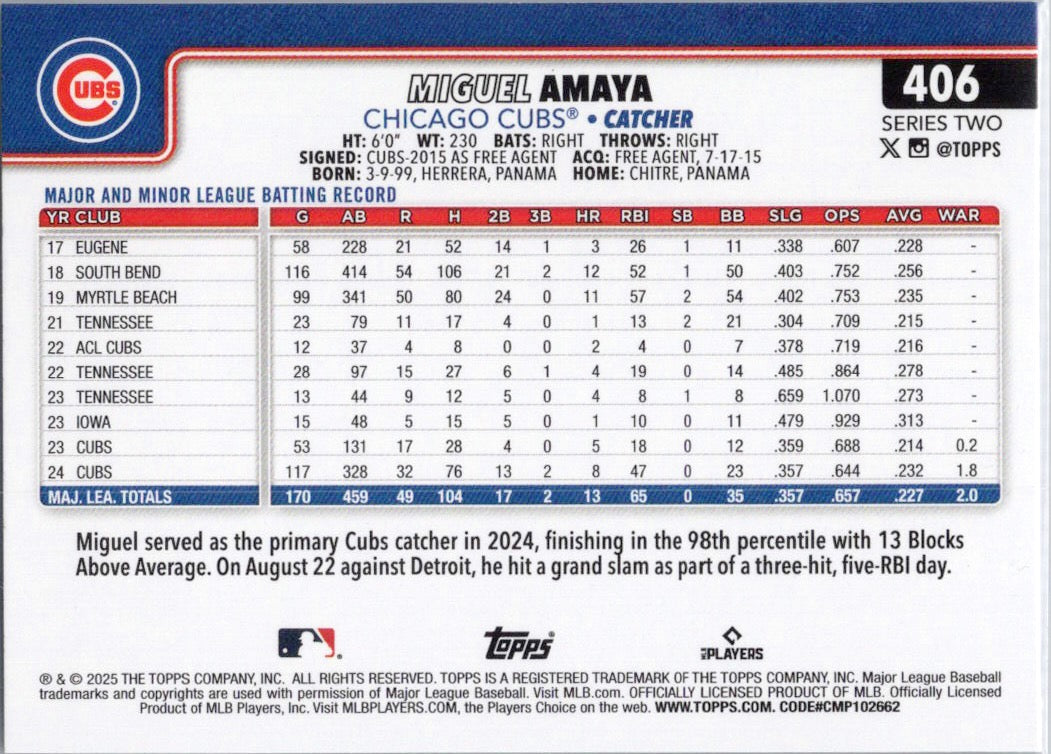 CUBS
MIGUEL AMAYA
406
CHICAGO CUBS® • CATCHER
SERIES TWO
HT: 6'0" WT: 230 BATS: RIGHT THROWS: RIGHT
@TOPPS
SIGNED: CUBS-2015 AS FREE AGENT ACQ: FREE AGENT, 7-17-15
BORN: 3-9-99, HERRERA, PANAMA HOME: CHITRE, PANAMA
MAJOR AND MINOR LEAGUE BATTING RECORD
YR CLUB G AB R H 2B 3B HR RBI SB BB SLG OPS AVG WAR
17 EUGENE 58 228 21 52 14 1 3 26 1 11 .338 .607 .228 -
18 SOUTH BEND 116 414 54 106 21 2 12 52 1 50 .403 .752 .256 -
19 MYRTLE BEACH 99 341 50 80 24 0 11 57 2 54 .402 .753 .235 -
21 TENNESSEE 23 79 11 17 4 0 1 13 2 21 .304 .709 .215 -
22 ACL CUBS 12 37 4 8 0 0 2 4 0 7 .378 .719 .216 -
22 TENNESSEE 28 97 15 27 6 1 4 19 0 14 .485 .864 .278 -
23 TENNESSEE 13 44 9 12 5 0 4 8 1 8 .659 1.070 .273 -
23 IOWA 15 48 5 15 5 0 1 10 0 11 .479 .929 .313 -
23 CUBS 53 131 17 28 4 0 5 18 0 12 .359 .688 .214 0.2
24 CUBS 117 328 32 76 13 2 8 47 0 23 .357 .644 .232 1.8
MAJ. LEA. TOTALS 170 459 49 104 17 2 13 65 0 35 .357 .657 .227 2.0
Miguel served as the primary Cubs catcher in 2024, finishing in the 98th percentile with 13 Blocks
Above Average. On August 22 against Detroit, he hit a grand slam as part of a three-hit, five-RBI day.
Topps®
MLB PLAYERS
® & © 2025 THE TOPPS COMPANY, INC. ALL RIGHTS RESERVED. TOPPS IS A REGISTERED TRADEMARK OF THE TOPPS COMPANY, INC. Major League Baseball
trademarks and copyrights are used with permission of Major League Baseball. Visit MLB.com. OFFICIALLY LICENSED PRODUCT OF MLB. Officially Licensed
Product of MLB Players, Inc. Visit MLBPLAYERS.COM, the Players Choice on the web. WWW.TOPPS.COM. CODE#CMP102662